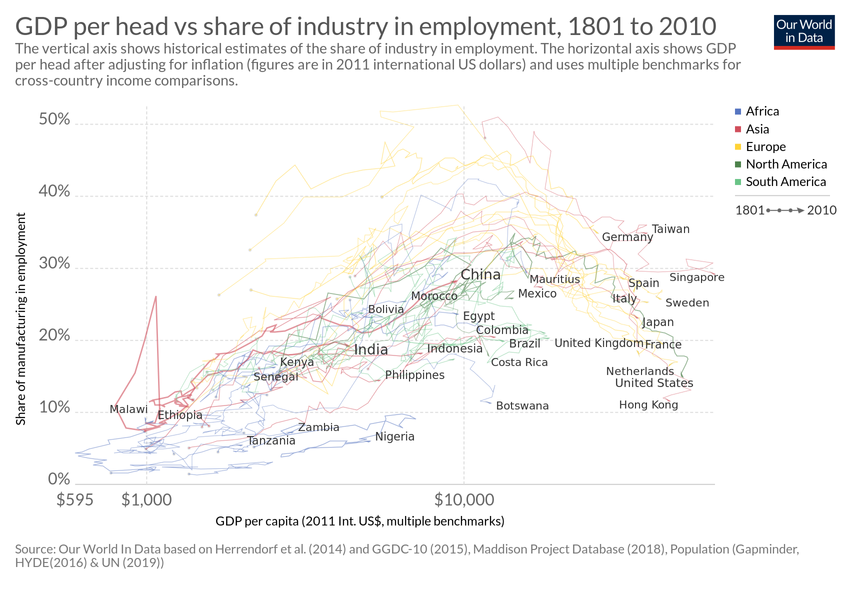 GDP per head vs share of industry in employment, 1801 to 2010
Our World
in Data
The vertical axis shows historical estimates of the share of industry in employment. The horizontal axis shows GDP
per head after adjusting for inflation (figures are in 2011 international US dollars) and uses multiple benchmarks for
cross-country income comparisons.
Africa
Asia
Europe
North America
South America
1801
2010
Share of manufacturing in employment
50%
40%
30%
20%
10%
0%
Taiwan
Germany
China
Singapore
Mauritius
Spain
Morocco
Mexico
Italy
Sweden
Bolivia
Egypt
Japan
Colombia
India
Indonesia
Brazil
United Kingdom
France
Kenya
Costa Rica
Senegal
Philippines
Netherlands
United States
Malawi
Ethiopia
Botswana
Hong Kong
Zambia
Tanzania
Nigeria
$595
$1,000
$10,000
GDP per capita (2011 Int. US$, multiple benchmarks)
Source: Our World In Data based on Herrendorf et al. (2014) and GGDC-10 (2015), Maddison Project Database (2018), Population (Gapminder,
HYDE(2016) & UN (2019))